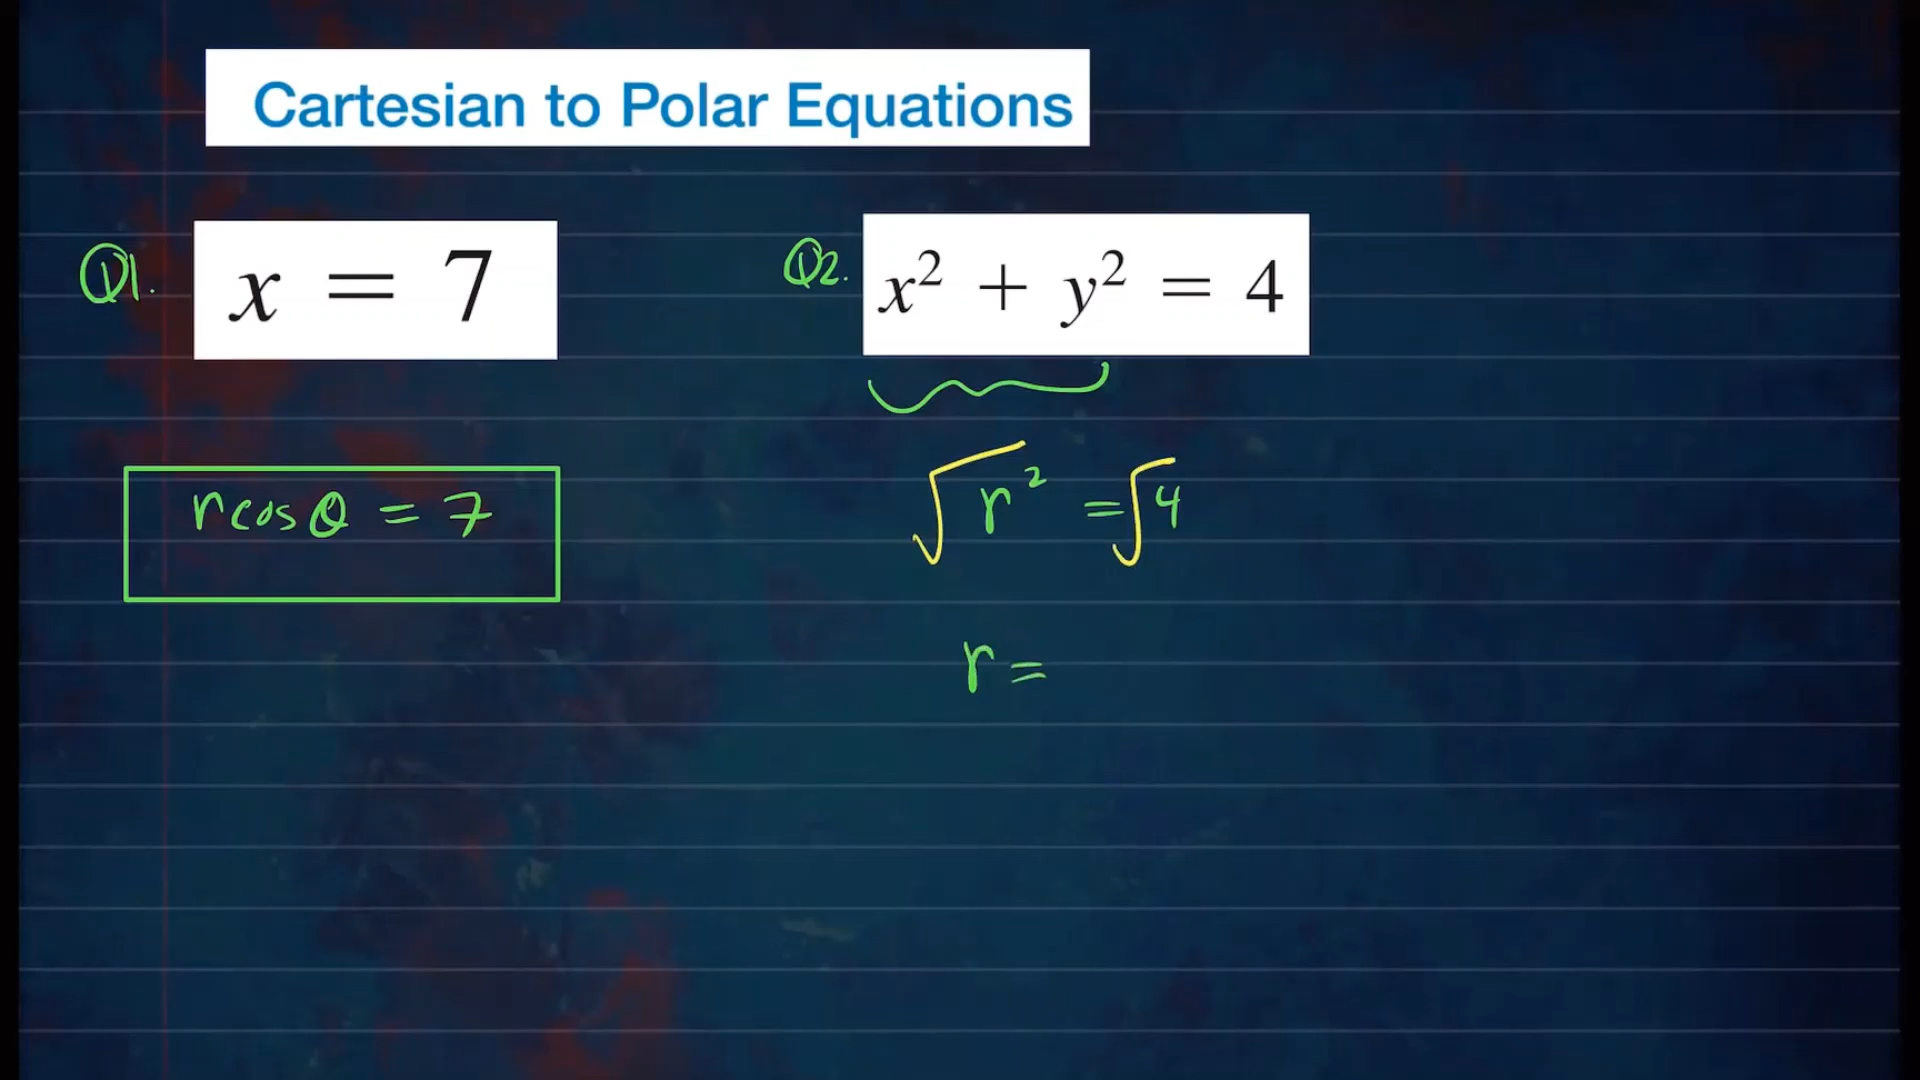 Cartesian to Polar Equations
Q1. x = 7
Q2. x² + y² = 4
r cos θ = 7
√r² = √4
r =